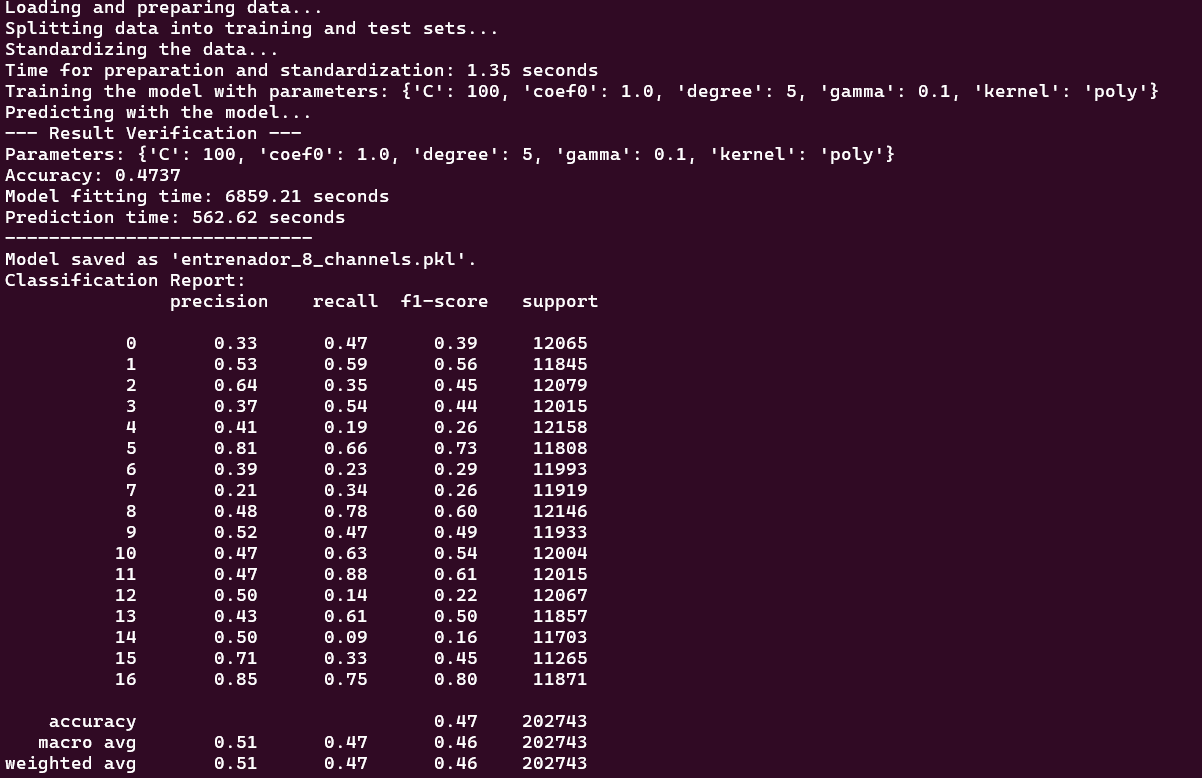 Loading and preparing data...
Splitting data into training and test sets...
Standardizing the data...
Time for preparation and standardization: 1.35 seconds
Training the model with parameters: {'C': 100, 'coef0': 1.0, 'degree': 5, 'gamma': 0.1, 'kernel': 'poly'}
Predicting with the model...
--- Result Verification ---
Parameters: {'C': 100, 'coef0': 1.0, 'degree': 5, 'gamma': 0.1, 'kernel': 'poly'}
Accuracy: 0.4737
Model fitting time: 6859.21 seconds
Prediction time: 562.62 seconds
----------------------------
Model saved as 'entrenador_8_channels.pkl'.
Classification Report:
precision recall f1-score support
0 0.33 0.47 0.39 12065
1 0.53 0.59 0.56 11845
2 0.64 0.35 0.45 12079
3 0.37 0.54 0.44 12015
4 0.41 0.19 0.26 12158
5 0.81 0.66 0.73 11808
6 0.39 0.23 0.29 11993
7 0.21 0.34 0.26 11919
8 0.48 0.78 0.60 12146
9 0.52 0.47 0.49 11933
10 0.47 0.63 0.54 12004
11 0.47 0.88 0.61 12015
12 0.50 0.14 0.22 12067
13 0.43 0.61 0.50 11857
14 0.50 0.09 0.16 11703
15 0.71 0.33 0.45 11265
16 0.85 0.75 0.80 11871
accuracy 0.47 202743
macro avg 0.51 0.47 0.46 202743
weighted avg 0.51 0.47 0.46 202743